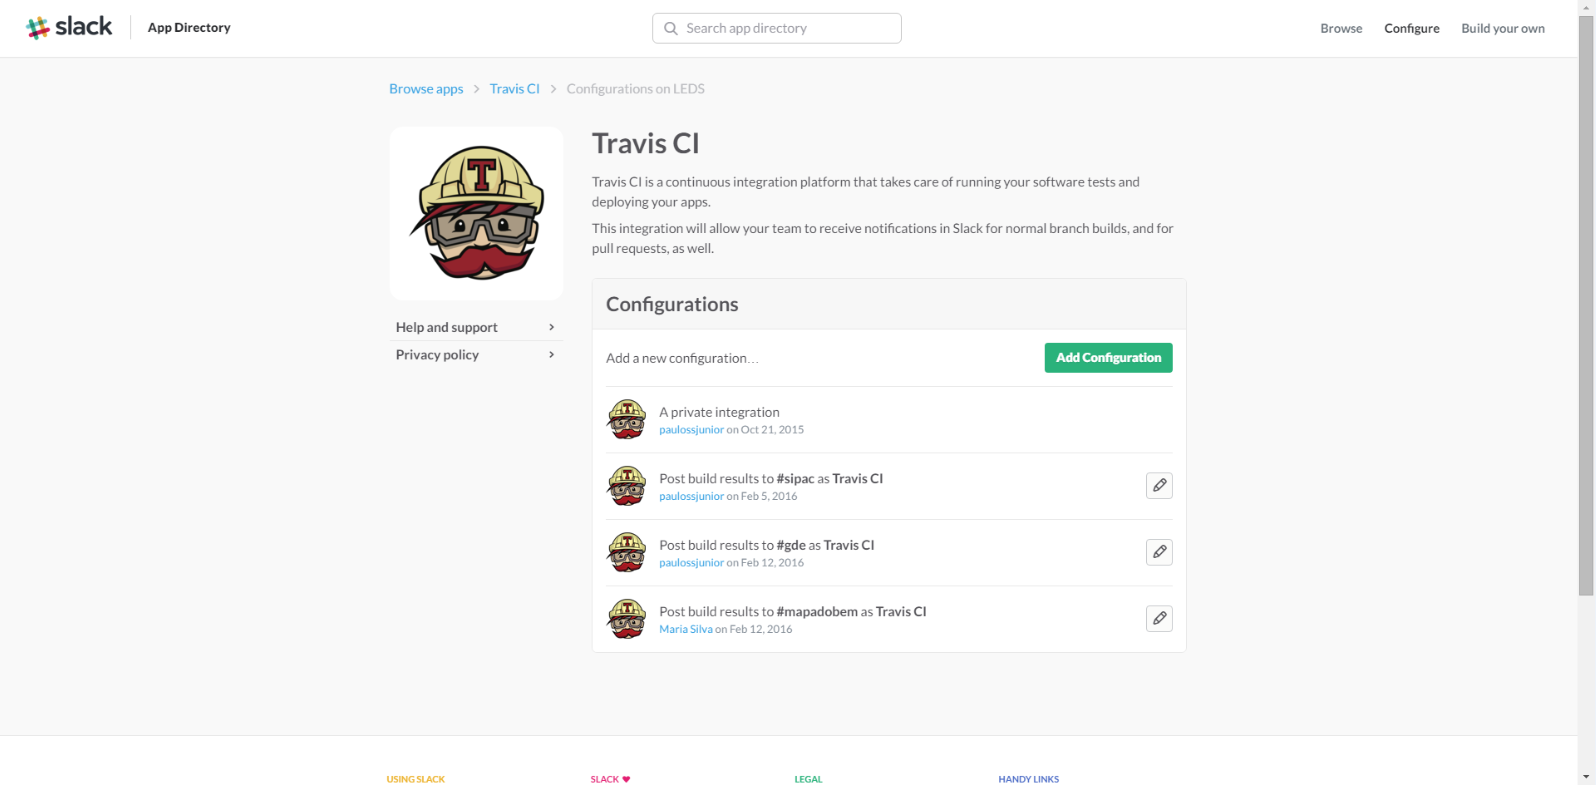 slack
App Directory
Search app directory
Browse
Configure
Build your own
Browse apps > Travis CI > Configurations on LEDS
T
Travis CI
Travis CI is a continuous integration platform that takes care of running your software tests and
deploying your apps.
This integration will allow your team to receive notifications in Slack for normal branch builds, and for
pull requests, as well.
Help and support
Privacy policy
Configurations
Add a new configuration…
Add Configuration
T
A private integration
paulossjunior on Oct 21, 2015
T
Post build results to #sipac as Travis CI
paulossjunior on Feb 5, 2016
T
Post build results to #gde as Travis CI
paulossjunior on Feb 12, 2016
T
Post build results to #mapadobem as Travis CI
Maria Silva on Feb 12, 2016
USING SLACK
SLACK ♥
LEGAL
HANDY LINKS